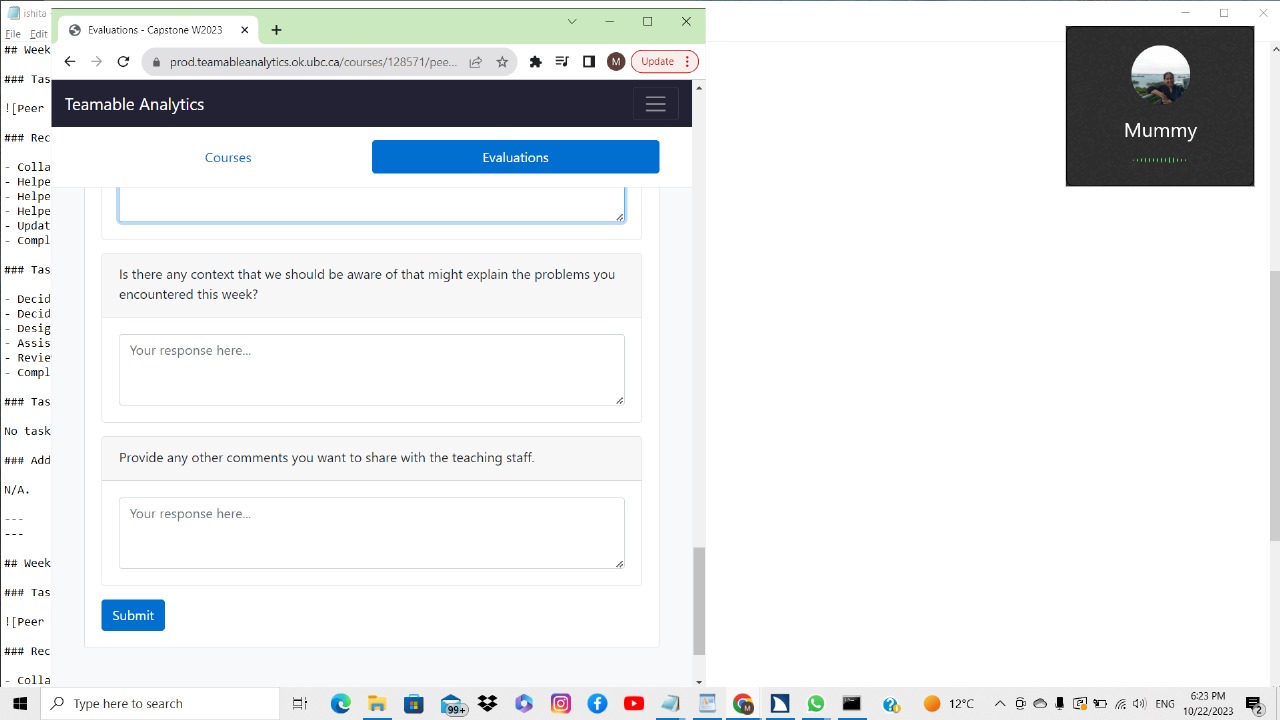 ishita
Evaluations - Capstone W2023
File Edit
prod.teamableanalytics.ok.ubc.ca/courses/128571/pee...
M
Update
## Week
### Tas
![Peer
### Rec
- Colla
- Helpe
- Helpe
- Helpe
- Updat
- Compl
### Tas
- Decid
- Decid
- Desig
- Assis
- Revie
- Compl
### Tas
No task
### Add
N/A.
---
---
## Week
### Tas
![Peer
### Rec
- Colla
Teamable Analytics
Courses
Evaluations
Is there any context that we should be aware of that might explain the problems you
encountered this week?
Your response here...
Provide any other comments you want to share with the teaching staff.
Your response here...
Submit
Mummy
Type here to
99+
M
12°
ENG
6:23 PM
10/22/2023
2